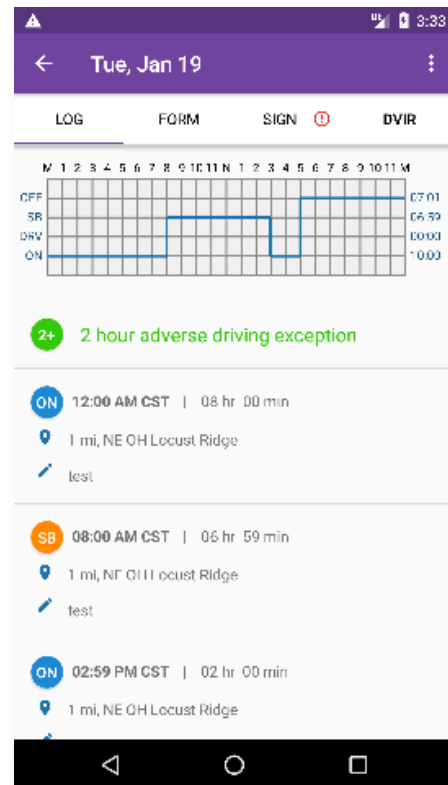 3:33
Tue, Jan 19
LOG FORM SIGN DVIR
M 1 2 3 4 5 6 7 8 9 10 11 N 1 2 3 4 5 6 7 8 9 10 11 M
OFF 07:01
SB 06:59
DRV 00:00
ON 10:00
2+ 2 hour adverse driving exception
ON 12:00 AM CST | 08 hr 00 min
1 mi, NE OH Locust Ridge
test
SB 08:00 AM CST | 06 hr 59 min
1 mi, NE OH Locust Ridge
test
ON 02:59 PM CST | 02 hr 00 min
1 mi, NE OH Locust Ridge